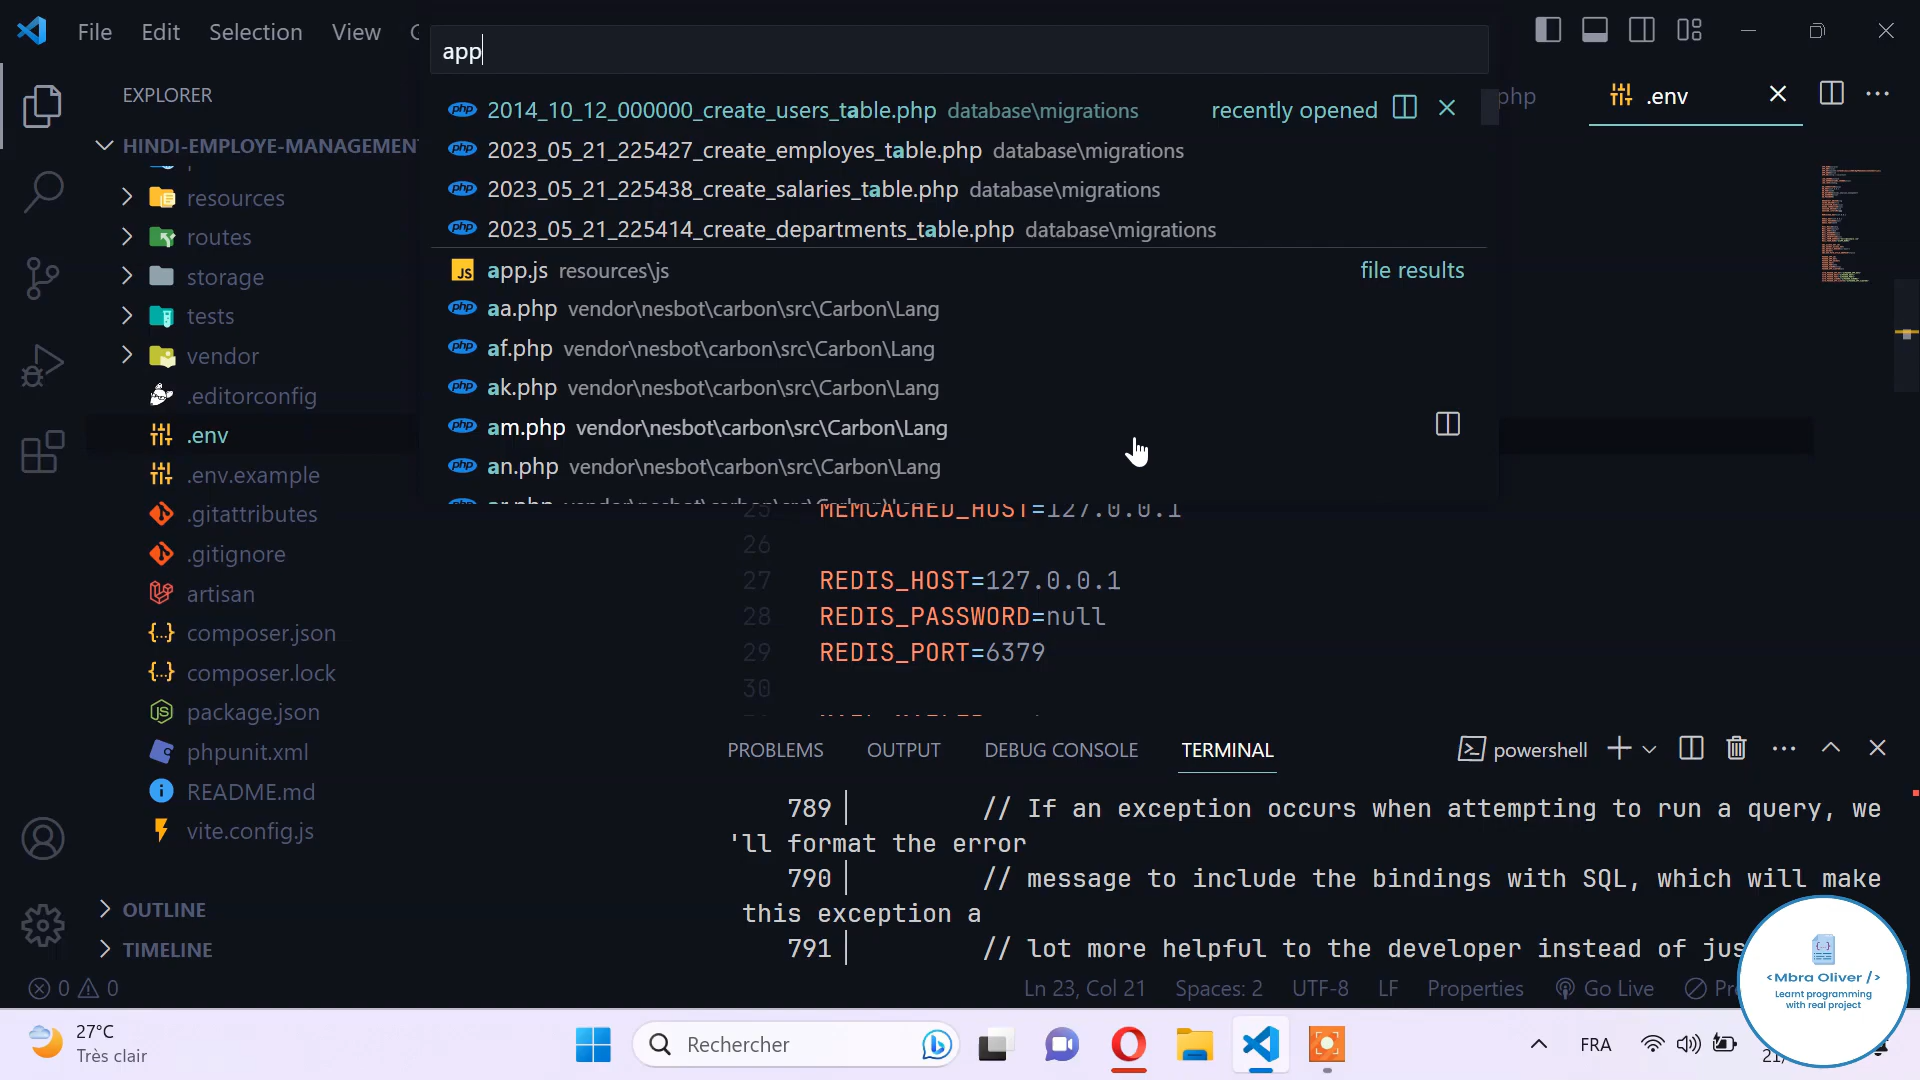 File Edit Selection View
app
EXPLORER
HINDI-EMPLOYE-MANAGEMEN
resources
routes
storage
tests
vendor
.editorconfig
.env
.env.example
.gitattributes
.gitignore
artisan
composer.json
composer.lock
package.json
phpunit.xml
README.md
vite.config.js
OUTLINE
TIMELINE
2014_10_12_000000_create_users_table.php database\migrations recently opened
2023_05_21_225427_create_employes_table.php database\migrations
2023_05_21_225438_create_salaries_table.php database\migrations
2023_05_21_225414_create_departments_table.php database\migrations
app.js resources\js file results
aa.php vendor\nesbot\carbon\src\Carbon\Lang
af.php vendor\nesbot\carbon\src\Carbon\Lang
ak.php vendor\nesbot\carbon\src\Carbon\Lang
am.php vendor\nesbot\carbon\src\Carbon\Lang
an.php vendor\nesbot\carbon\src\Carbon\Lang
php .env
25 MEMCACHED_HOST=127.0.0.1
26
27 REDIS_HOST=127.0.0.1
28 REDIS_PASSWORD=null
29 REDIS_PORT=6379
30
PROBLEMS OUTPUT DEBUG CONSOLE TERMINAL powershell
789 // If an exception occurs when attempting to run a query, we
'll format the error
790 // message to include the bindings with SQL, which will make
this exception a
791 // lot more helpful to the developer instead of jus
0 0 Ln 23, Col 21 Spaces: 2 UTF-8 LF Properties Go Live
<Mbra Oliver />
Learnt programming
with real project
27°C
Très clair
Rechercher
FRA